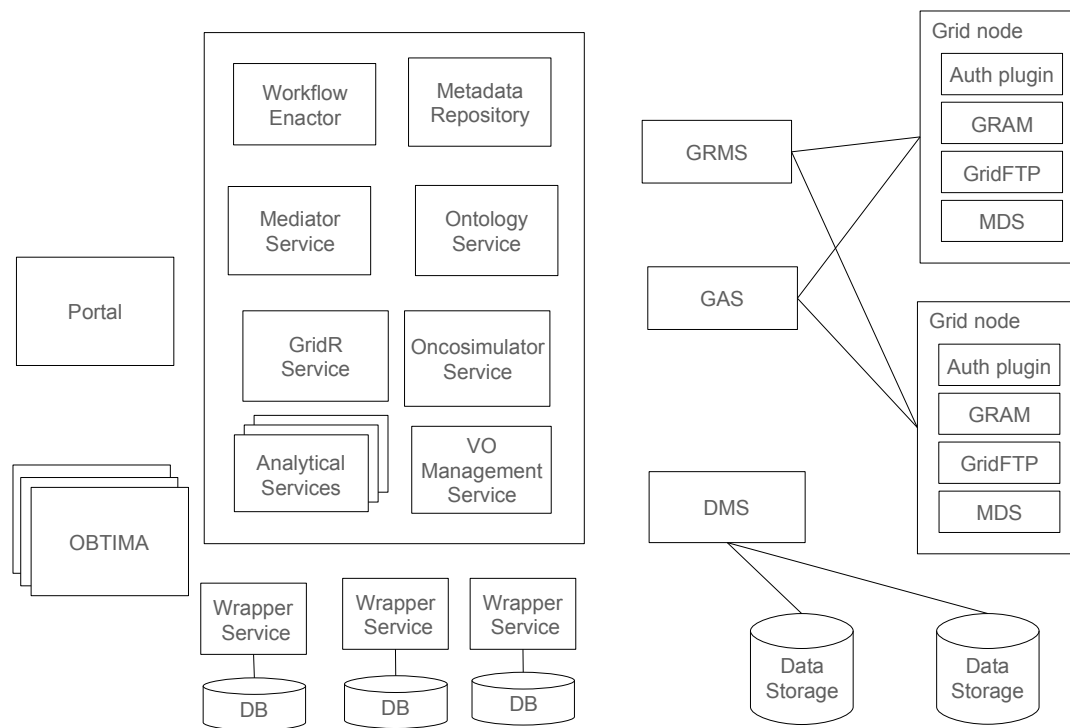 Portal
OBTIMA
Workflow
Enactor
Metadata
Repository
Mediator
Service
Ontology
Service
GridR
Service
Oncosimulator
Service
Analytical
Services
VO
Management
Service
Wrapper
Service
DB
Wrapper
Service
DB
Wrapper
Service
DB
GRMS
GAS
DMS
Data
Storage
Data
Storage
Grid node
Auth plugin
GRAM
GridFTP
MDS
Grid node
Auth plugin
GRAM
GridFTP
MDS